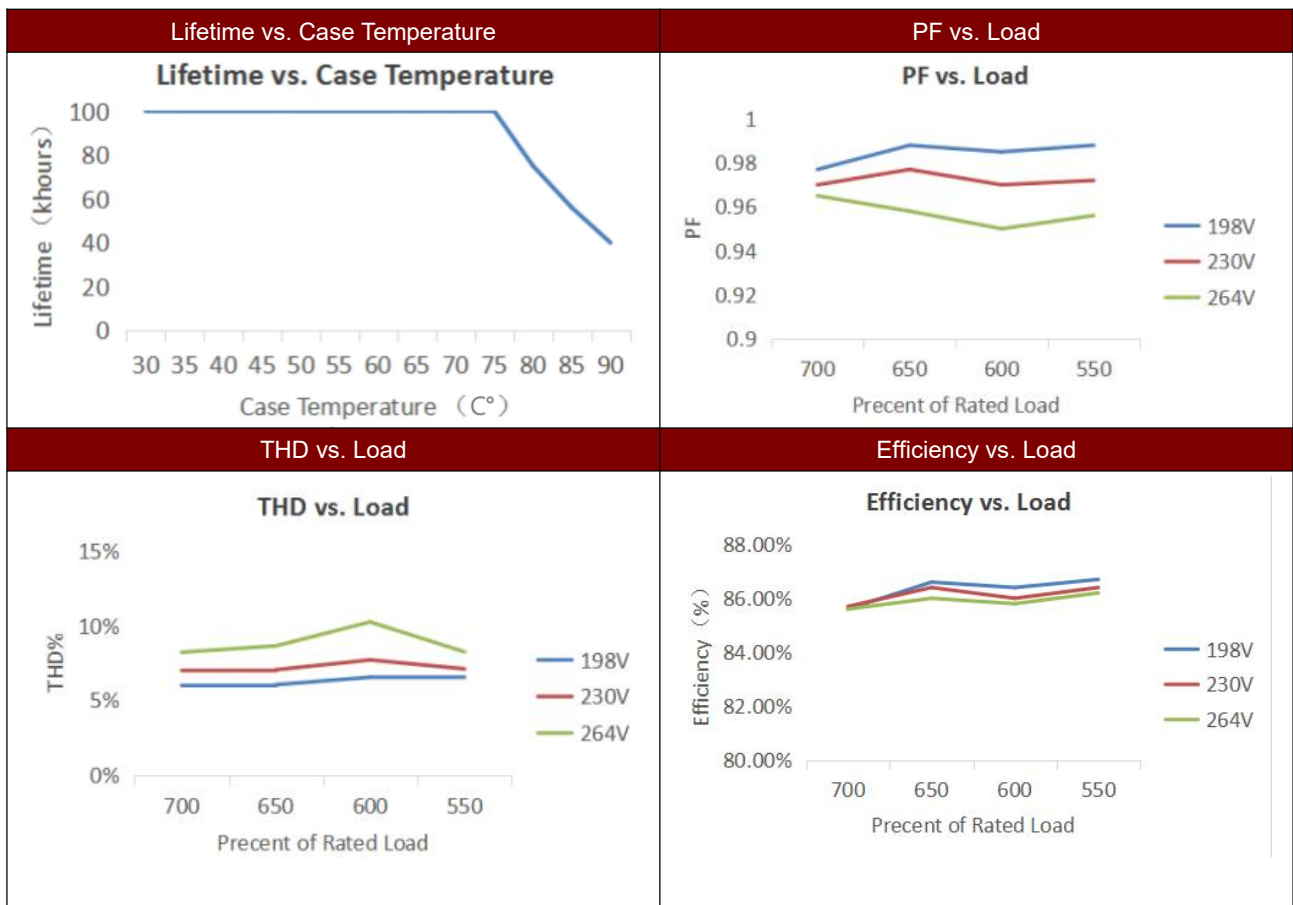 Lifetime vs. Case Temperature
Lifetime vs. Case Temperature
Lifetime（khours）
100
80
60
40
20
0
30 35 40 45 50 55 60 65 70 75 80 85 90
Case Temperature （C°）
PF vs. Load
PF vs. Load
PF
1
0.98
0.96
0.94
0.92
0.9
700 650 600 550
Precent of Rated Load
198V
230V
264V
THD vs. Load
THD vs. Load
THD%
15%
10%
5%
0%
700 650 600 550
Precent of Rated Load
198V
230V
264V
Efficiency vs. Load
Efficiency vs. Load
Efficiency（%）
88.00%
86.00%
84.00%
82.00%
80.00%
700 650 600 550
Precent of Rated Load
198V
230V
264V